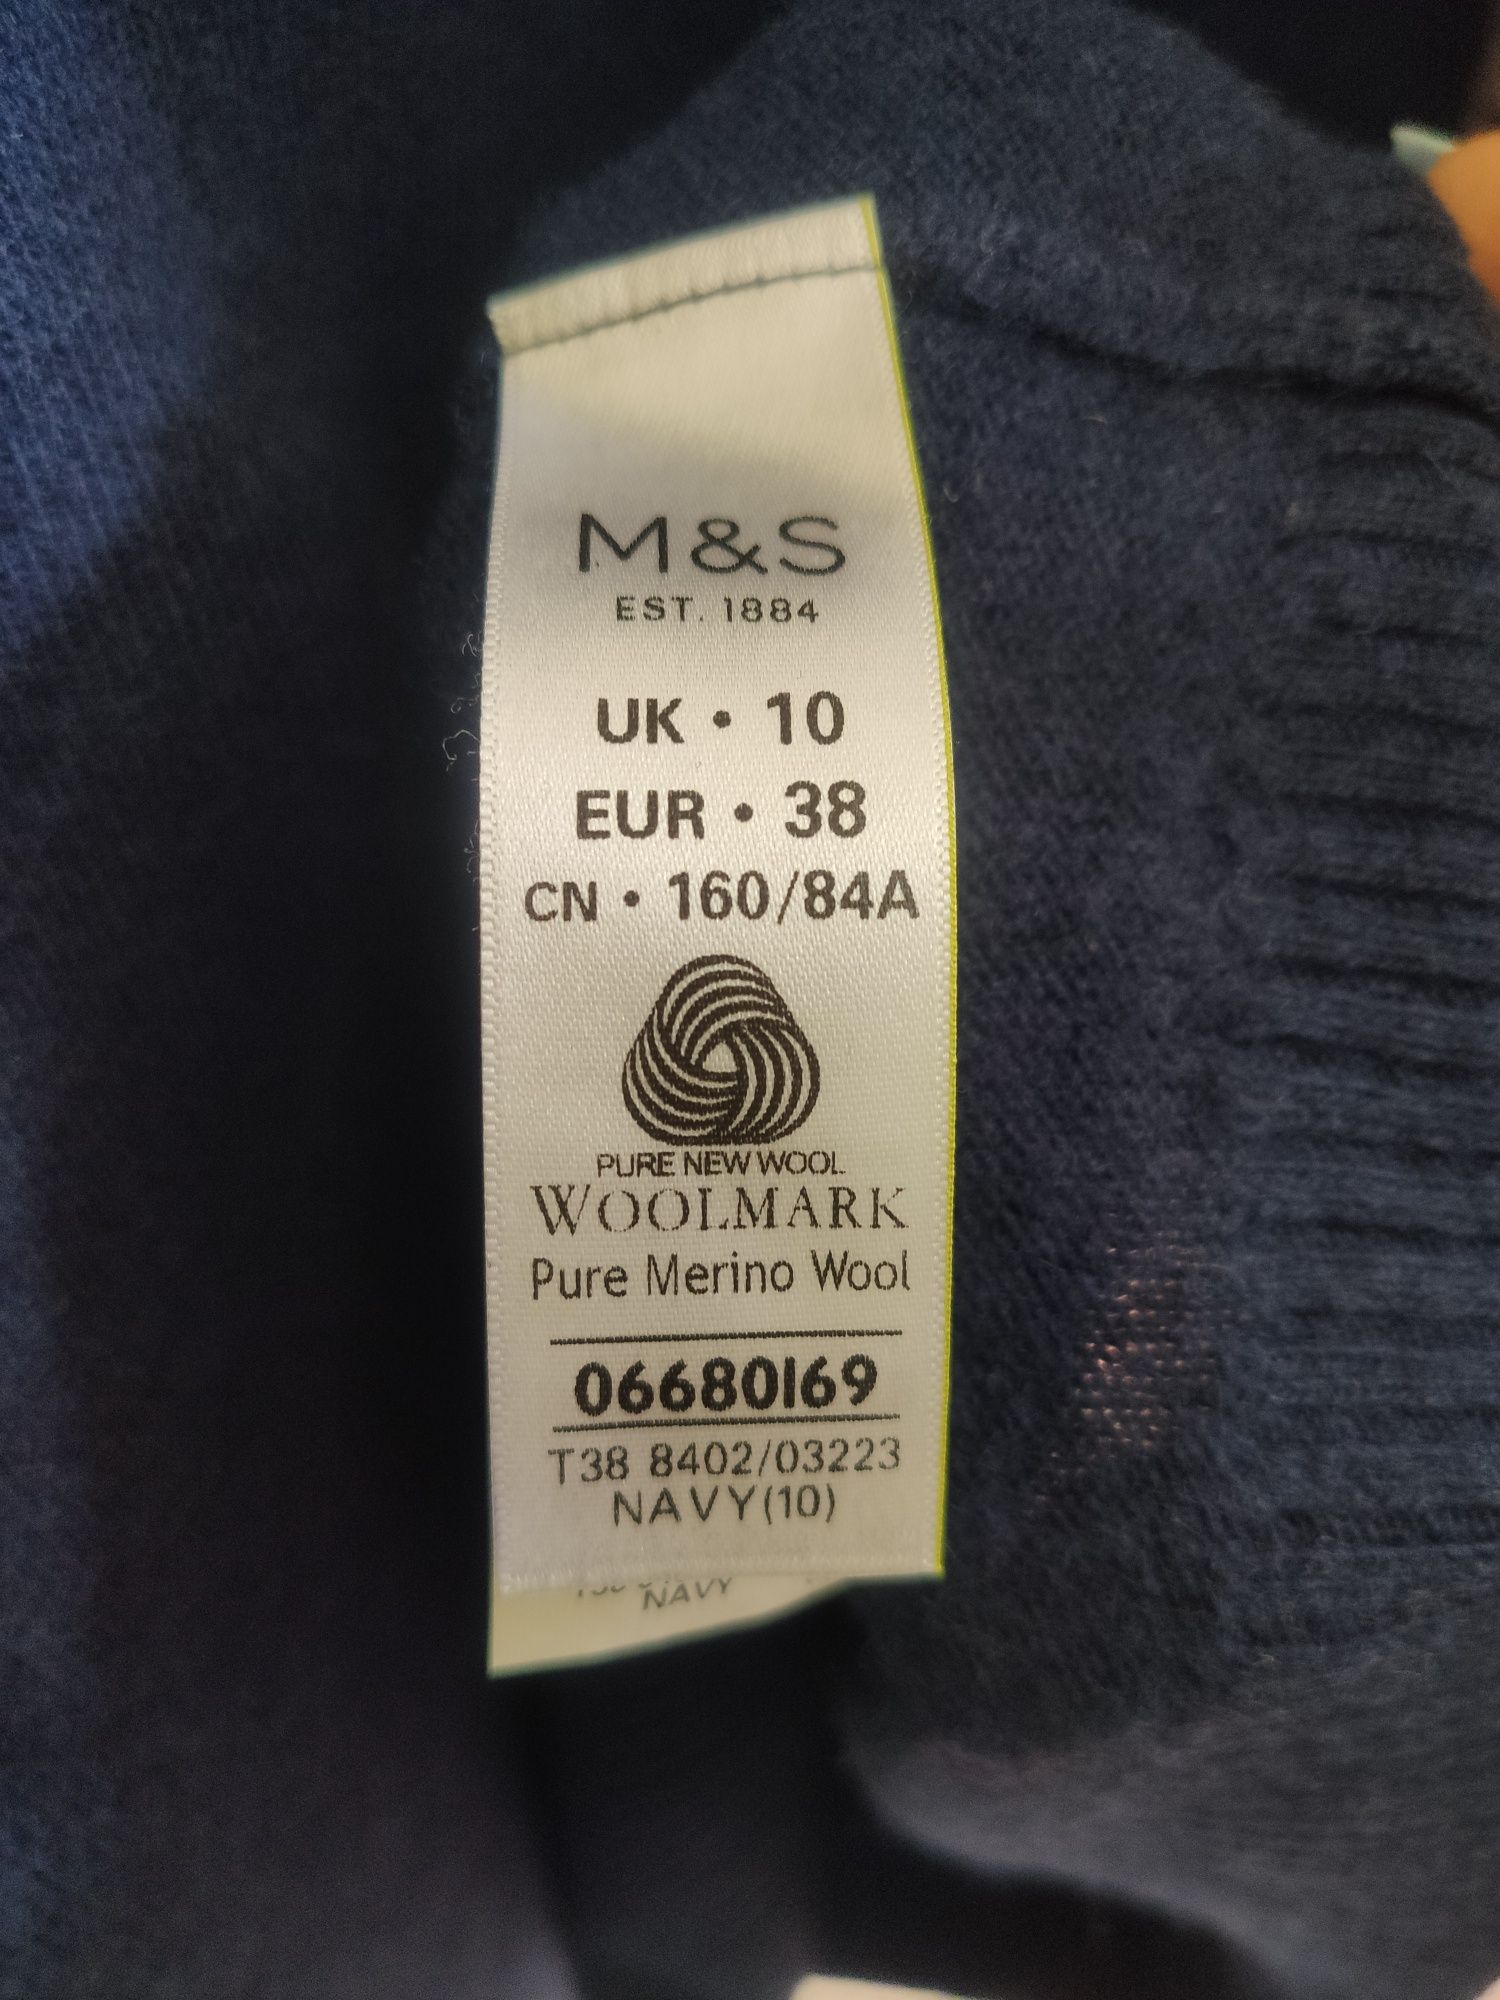 M&S
EST. 1884
UK • 10
EUR • 38
CN • 160/84A
PURE NEW WOOL
WOOLMARK
Pure Merino Wool
06680169
T38 8402/03223
NAVY(10)
NAVY